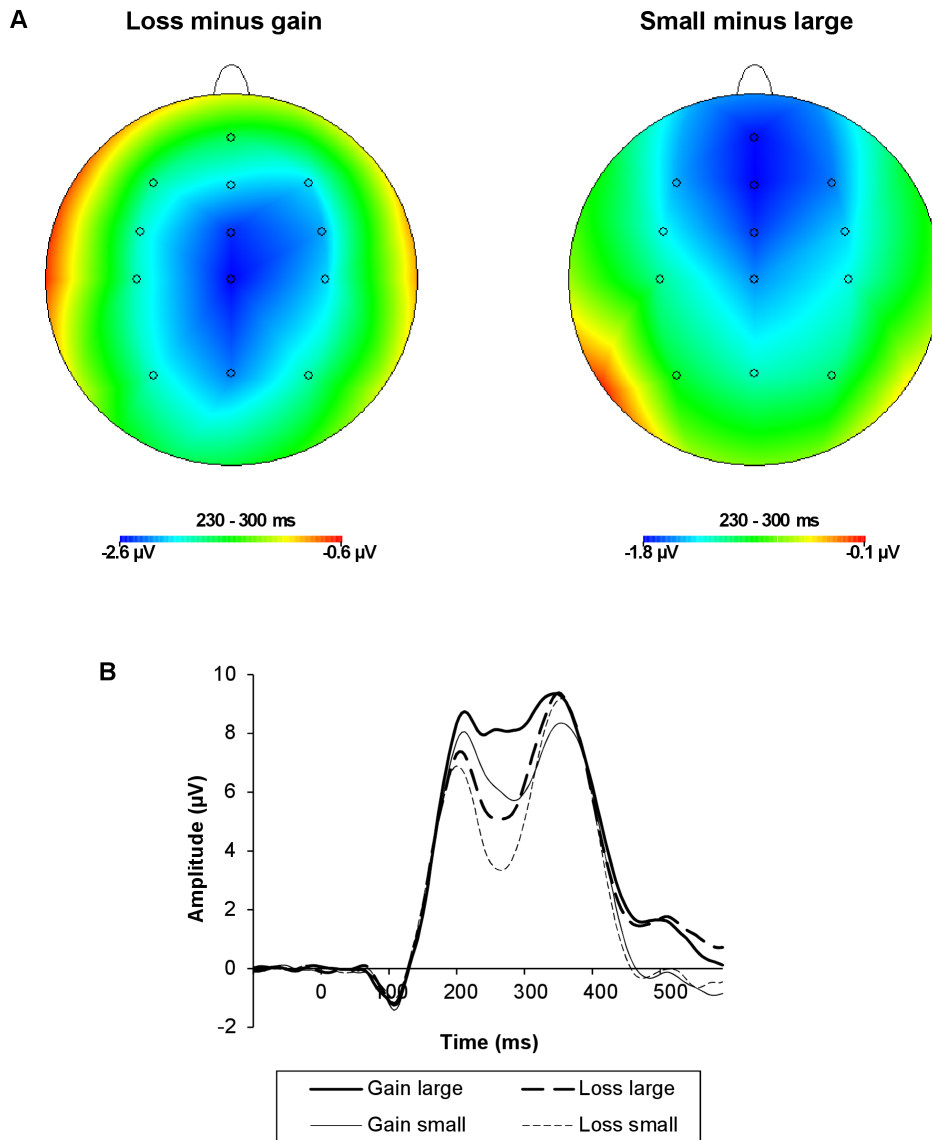 A
Loss minus gain
Small minus large
230 - 300 ms
-2.6 µV
-0.6 µV
230 - 300 ms
-1.8 µV
-0.1 µV
B
10
8
6
4
2
0
-2
Amplitude (µV)
0 100 200 300 400 500
Time (ms)
Gain large
Loss large
Gain small
Loss small